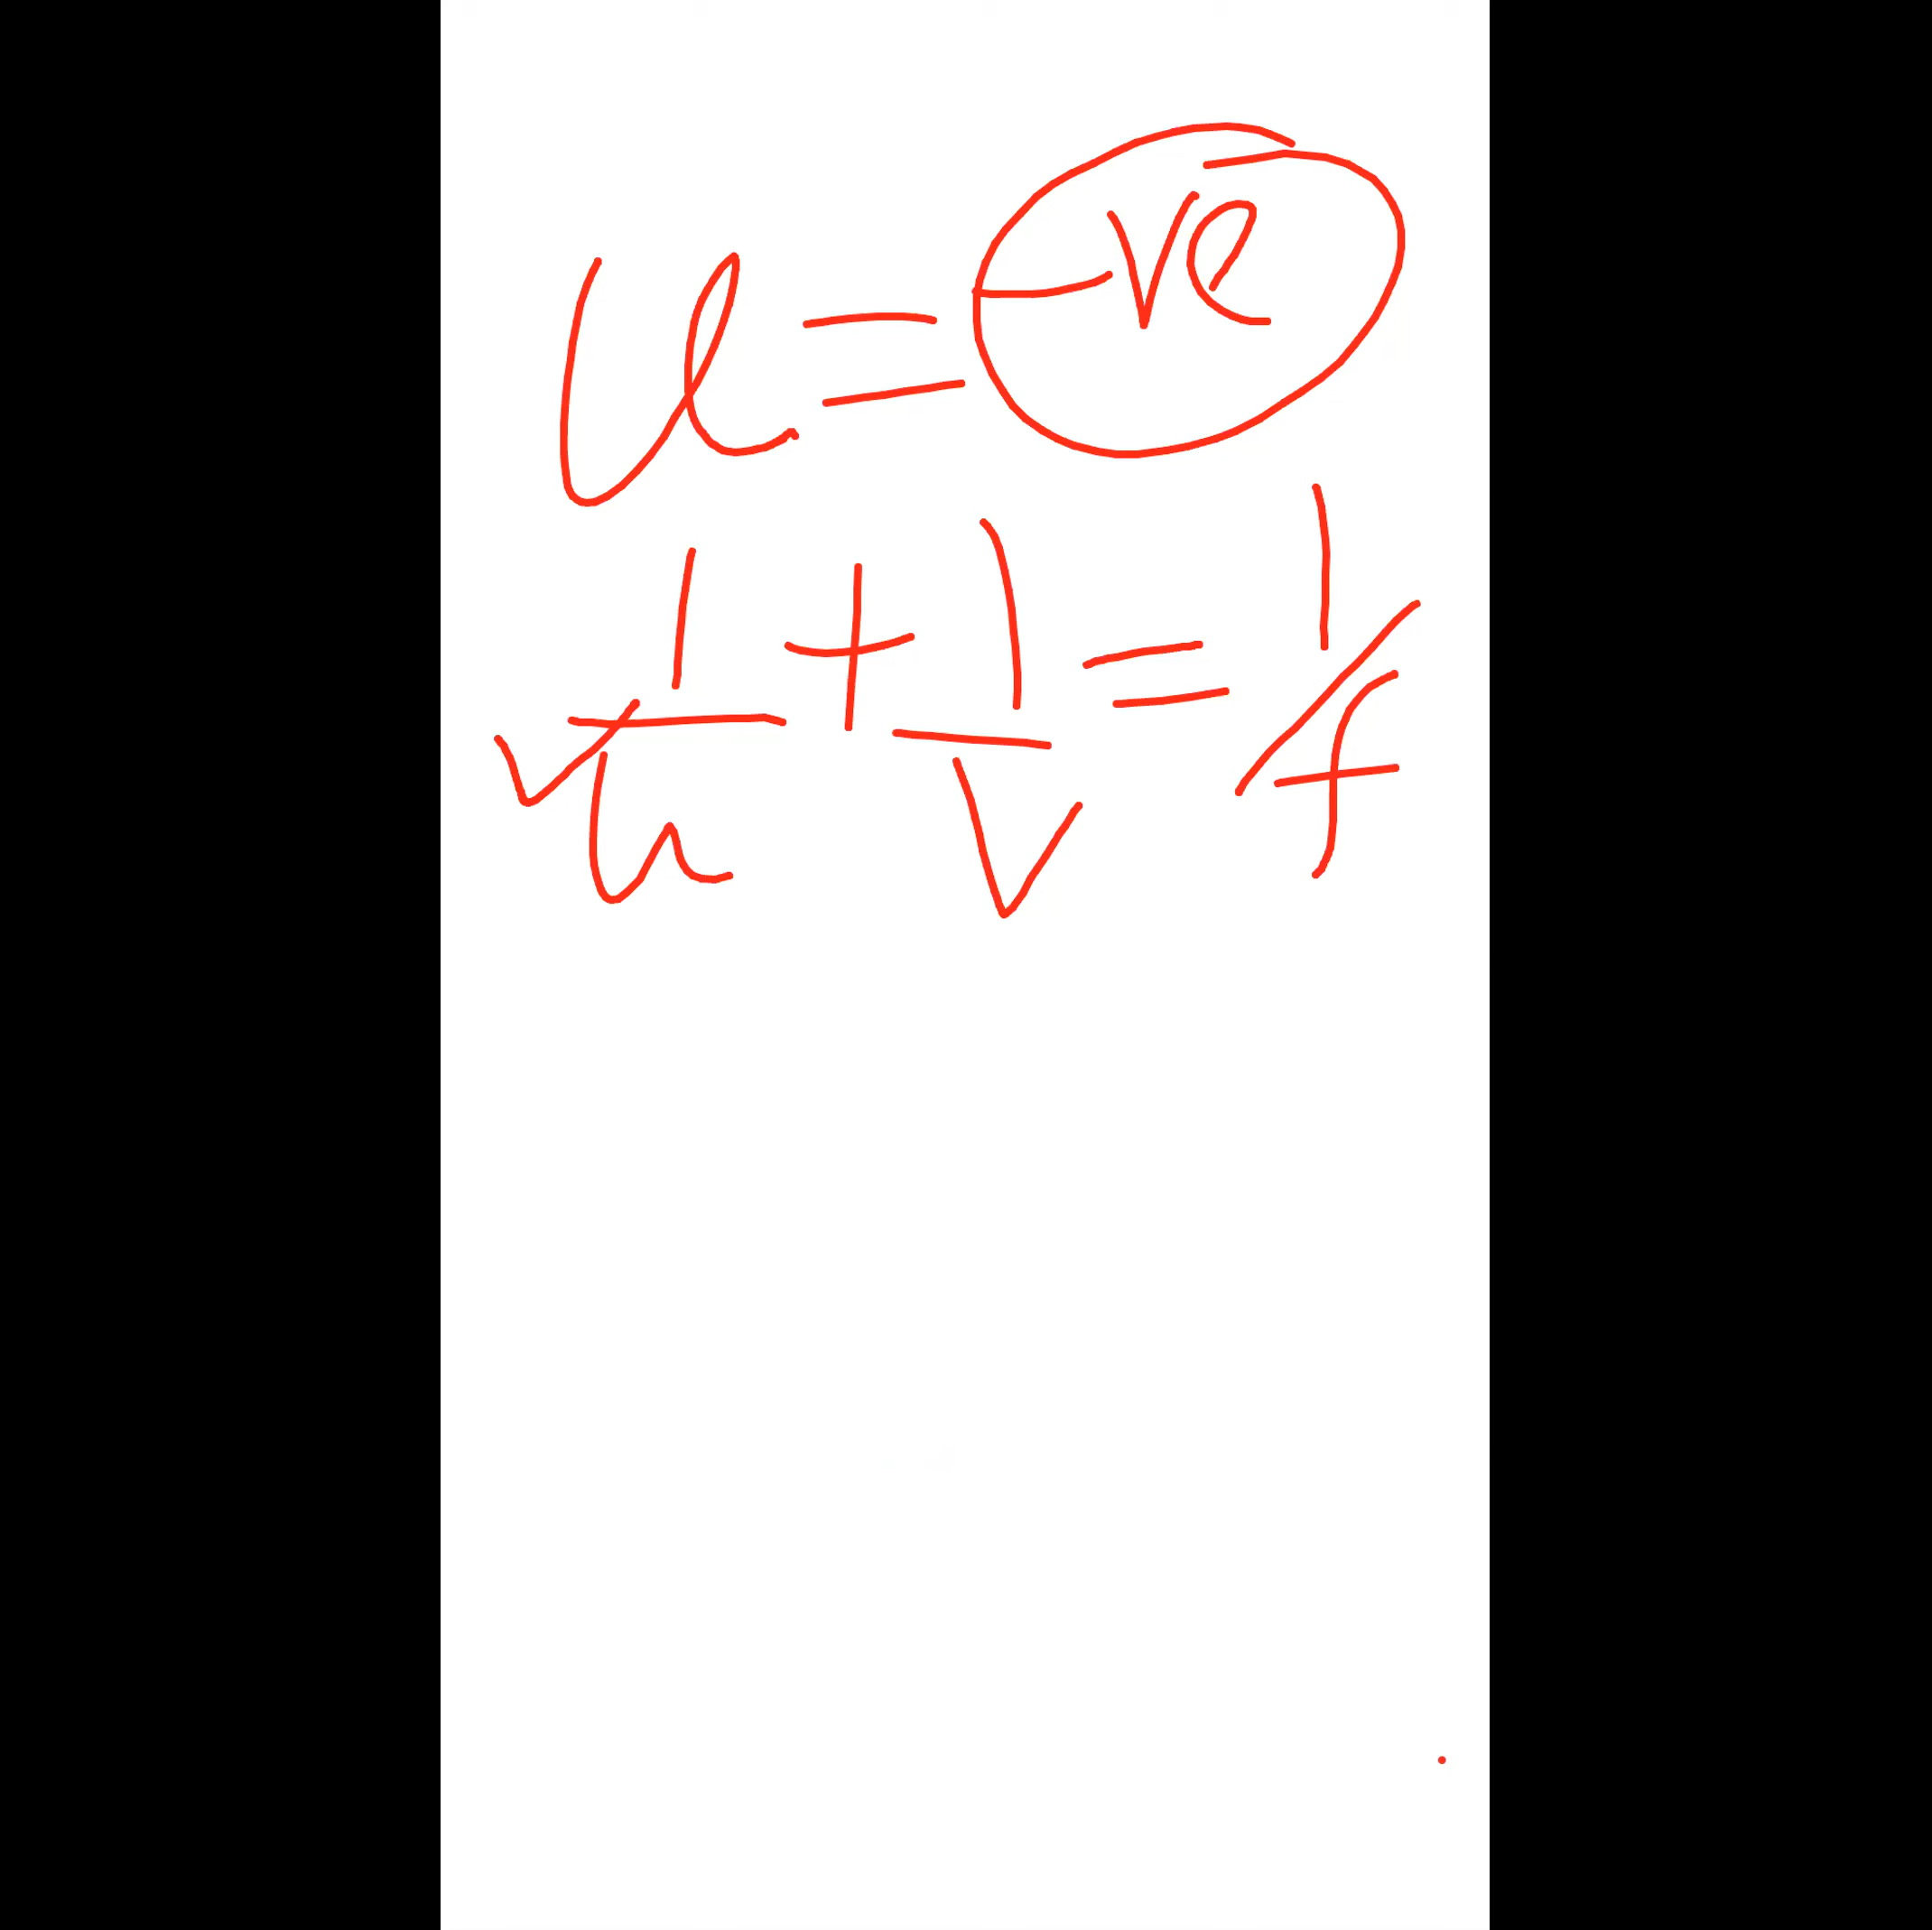 u = -ve
1/u + 1/v = 1/f